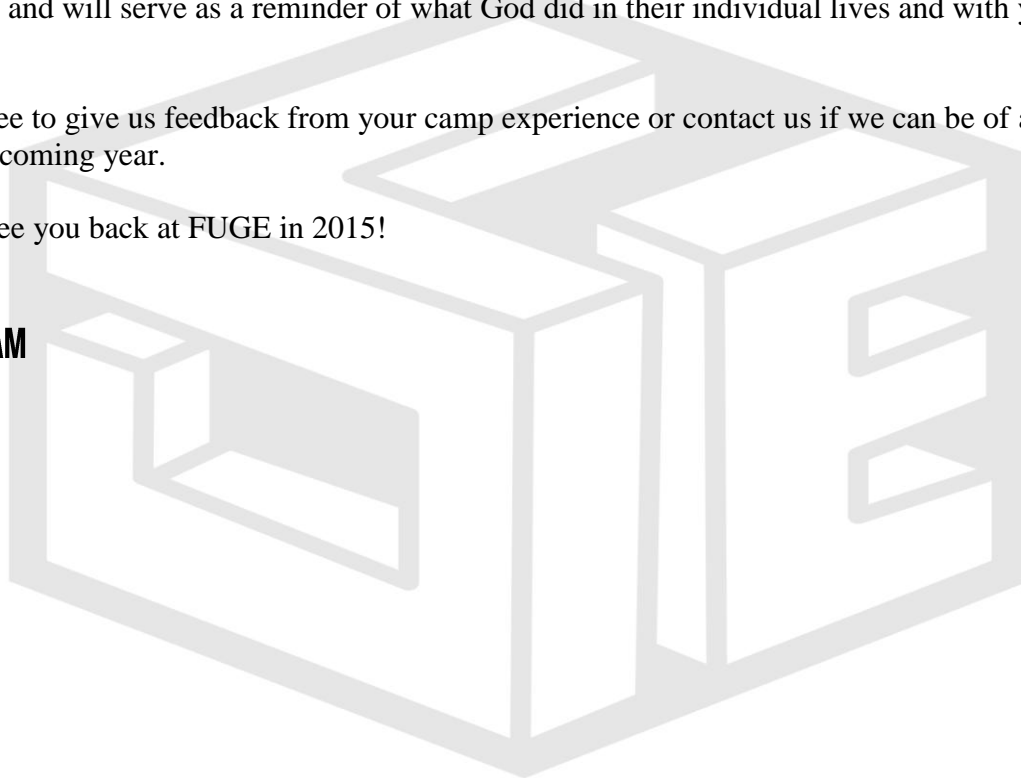 and will serve as a reminder of what God did in their individual lives and with
ee to give us feedback from your camp experience or contact us if we can be of a
coming year.
ee you back at FUGE in 2015!
AM